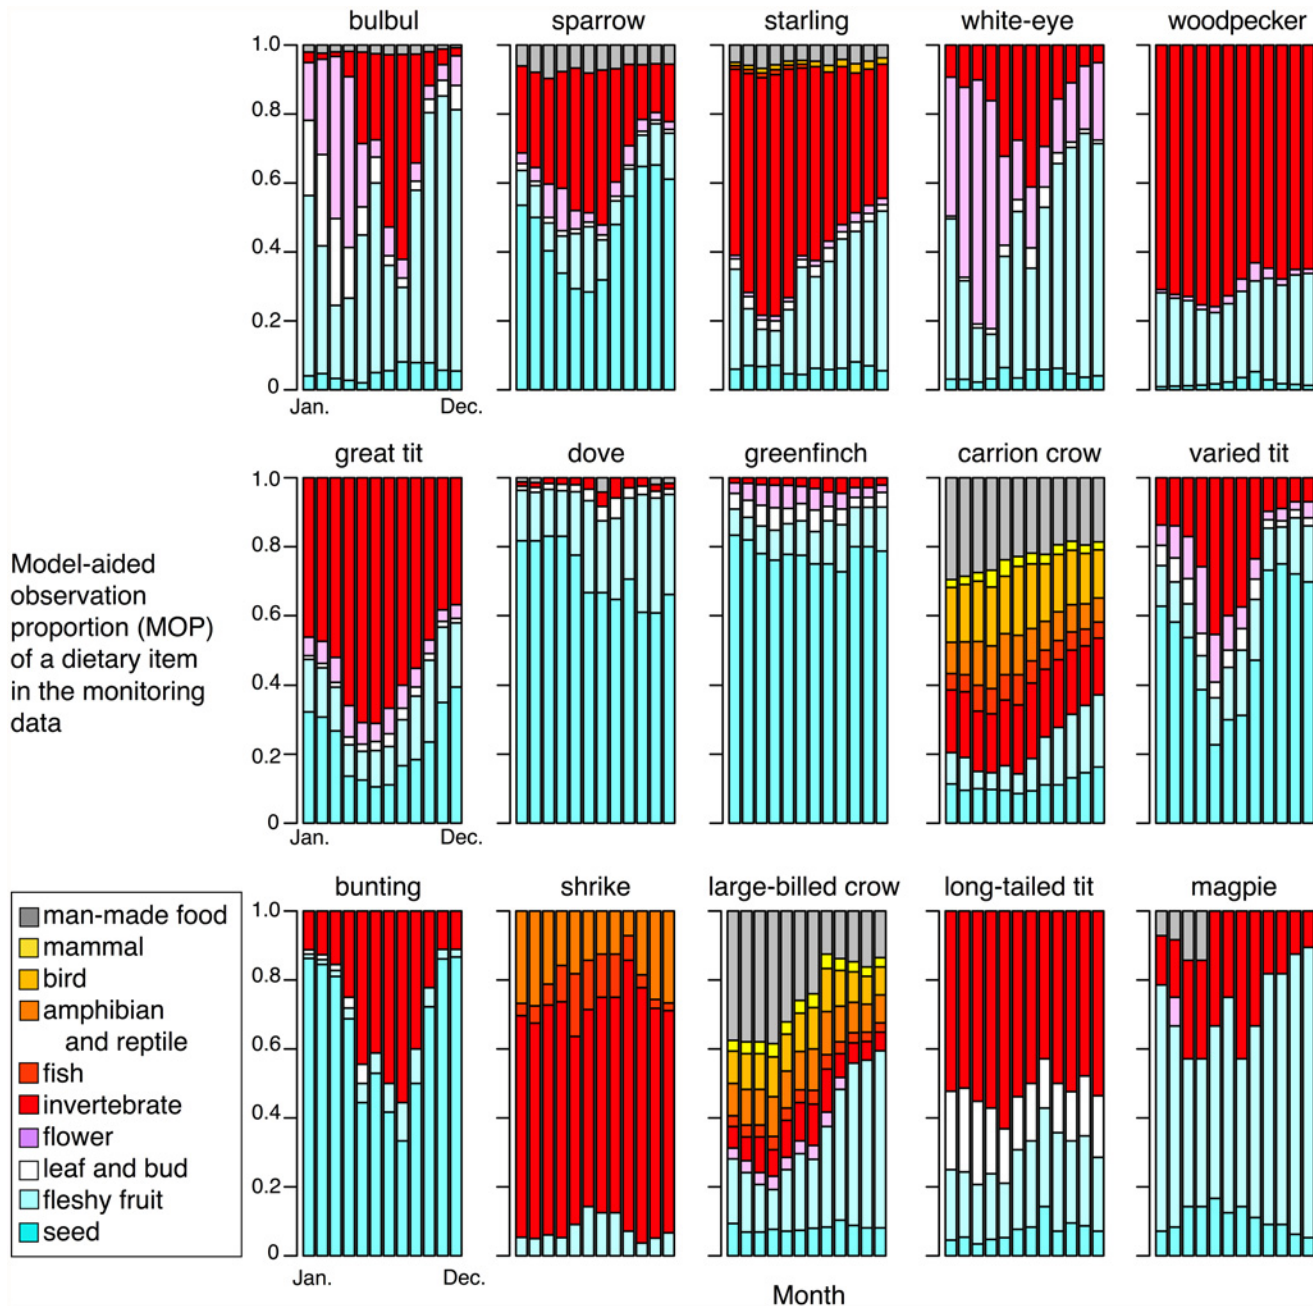 bulbul sparrow starling white-eye woodpecker
1.0
0.8
0.6
0.4
0.2
0
Jan. Dec.
great tit dove greenfinch carrion crow varied tit
1.0
0.8
0.6
0.4
0.2
0
Jan. Dec.
Model-aided
observation
proportion (MOP)
of a dietary item
in the monitoring
data
bunting shrike large-billed crow long-tailed tit magpie
1.0
0.8
0.6
0.4
0.2
0
Jan. Dec.
man-made food
mammal
bird
amphibian
and reptile
fish
invertebrate
flower
leaf and bud
fleshy fruit
seed
Month